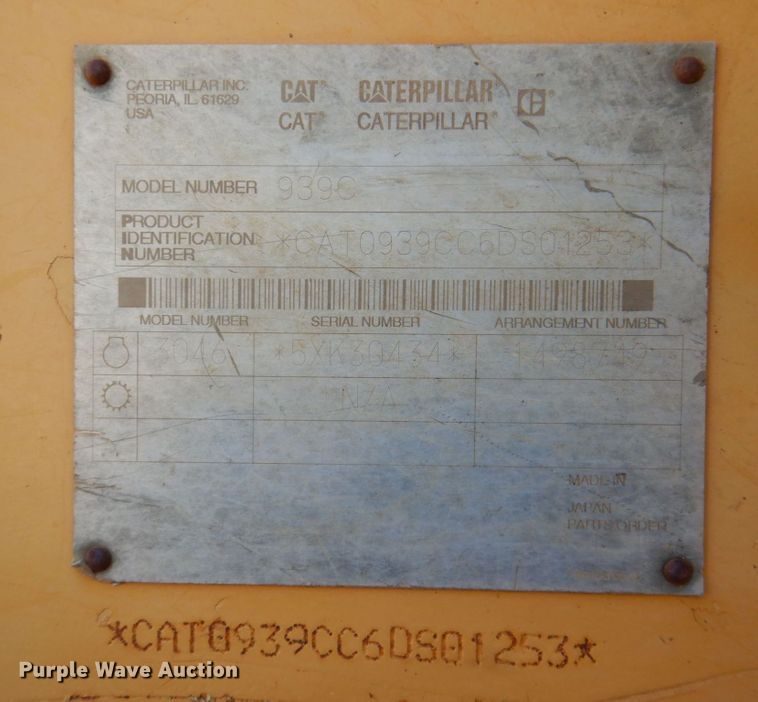 CATERPILLAR INC.
PEORIA, IL. 61629
USA
CAT® CATERPILLAR®
CAT® CATERPILLAR®
MODEL NUMBER 939C
PRODUCT IDENTIFICATION NUMBER *CAT0939CC6DS01253*
MODEL NUMBER SERIAL NUMBER ARRANGEMENT NUMBER
3046 *5YK30434*
N/A
MADE IN
JAPAN
PARTS ORDER
*CAT0939CC6DS01253*
Purple Wave Auction